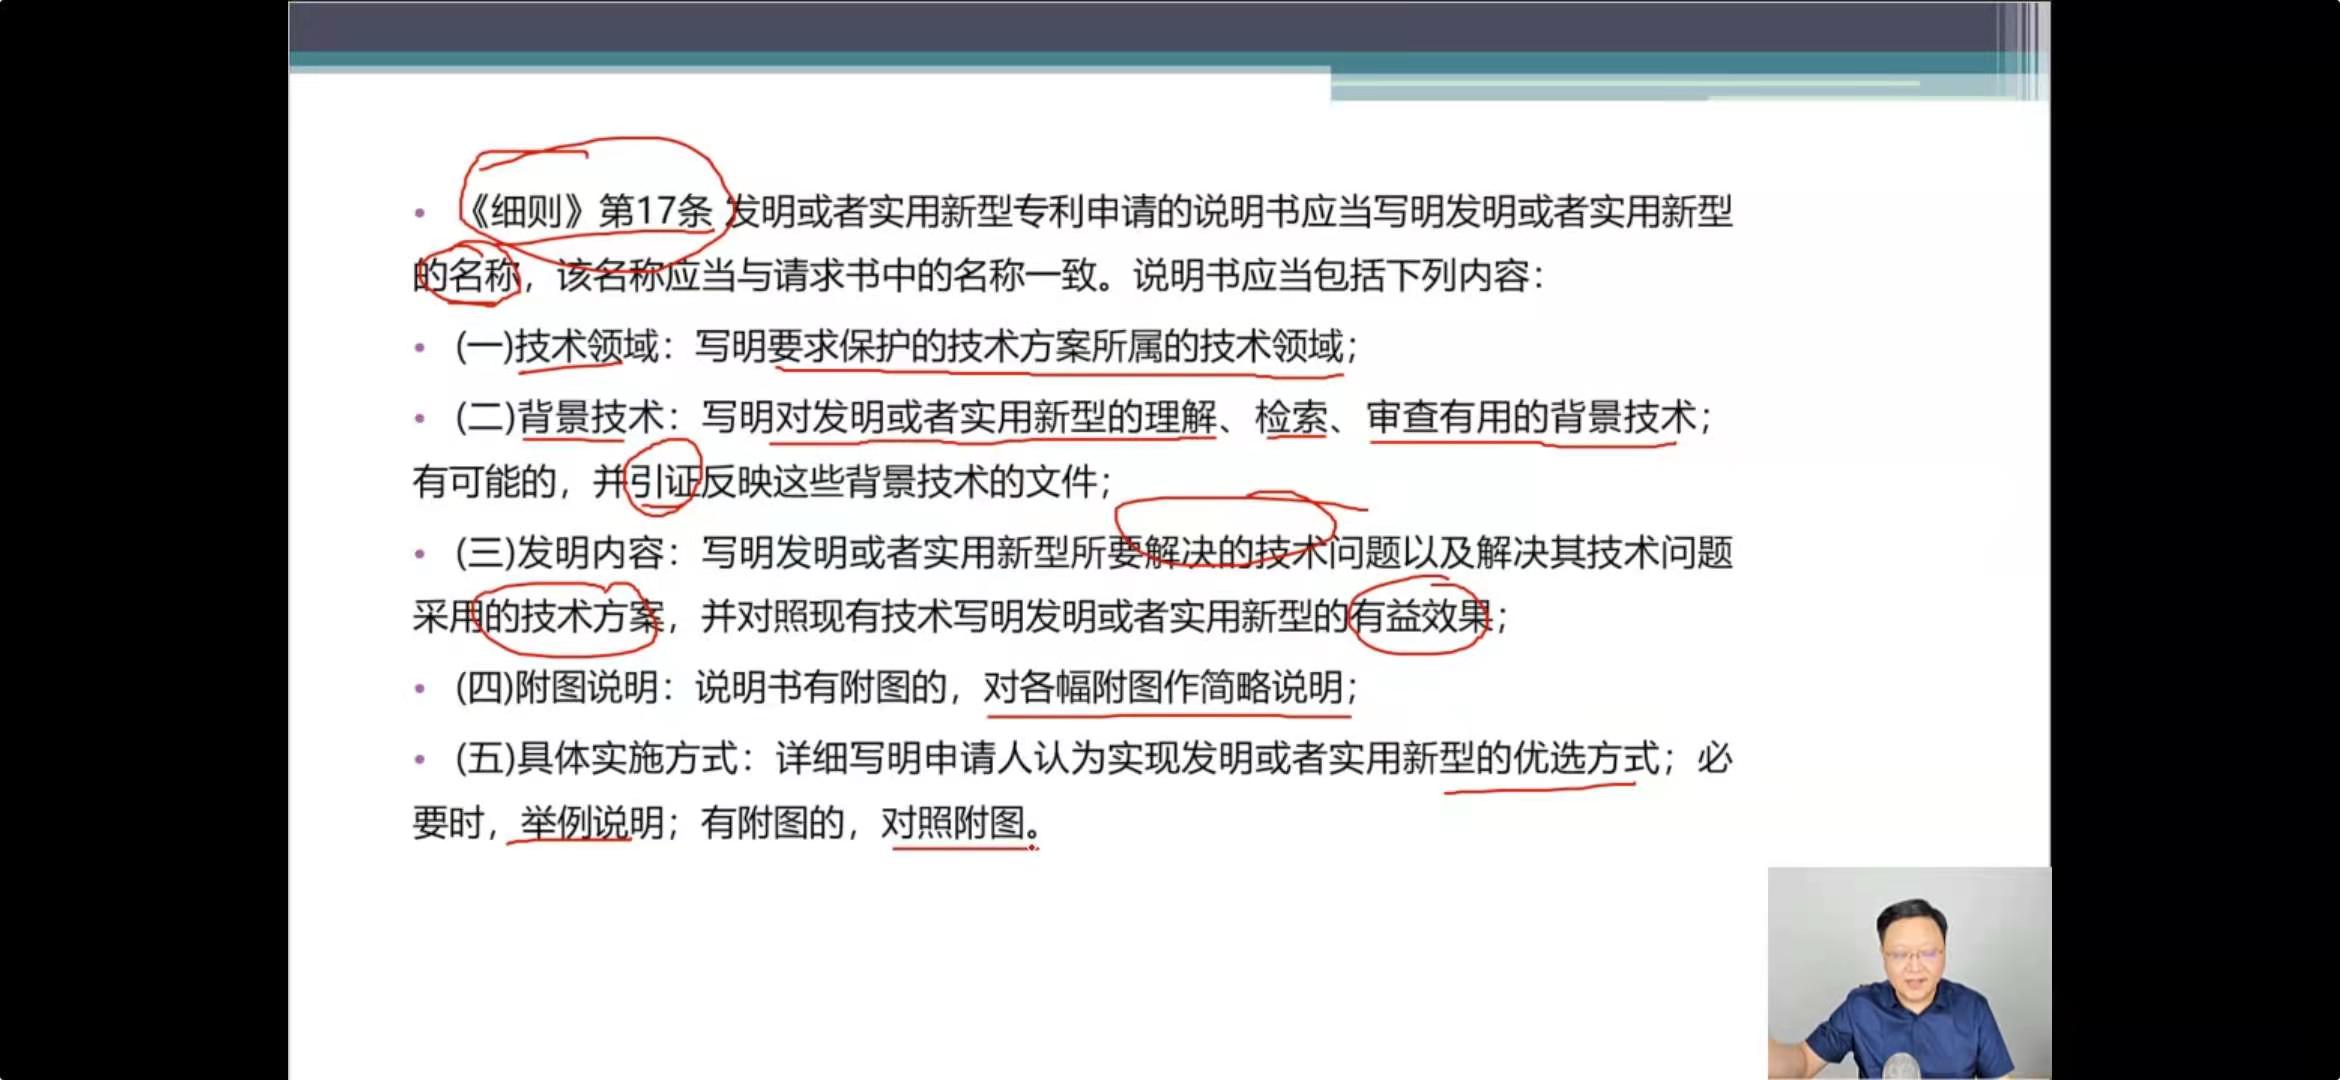 《细则》第17条 发明或者实用新型专利申请的说明书应当写明发明或者实用新型
的名称，该名称应当与请求书中的名称一致。说明书应当包括下列内容：
(一)技术领域：写明要求保护的技术方案所属的技术领域；
(二)背景技术：写明对发明或者实用新型的理解、检索、审查有用的背景技术；
有可能的，并引证反映这些背景技术的文件；
(三)发明内容：写明发明或者实用新型所要解决的技术问题以及解决其技术问题
采用的技术方案，并对照现有技术写明发明或者实用新型的有益效果；
(四)附图说明：说明书有附图的，对各幅附图作简略说明；
(五)具体实施方式：详细写明申请人认为实现发明或者实用新型的优选方式；必
要时，举例说明；有附图的，对照附图。